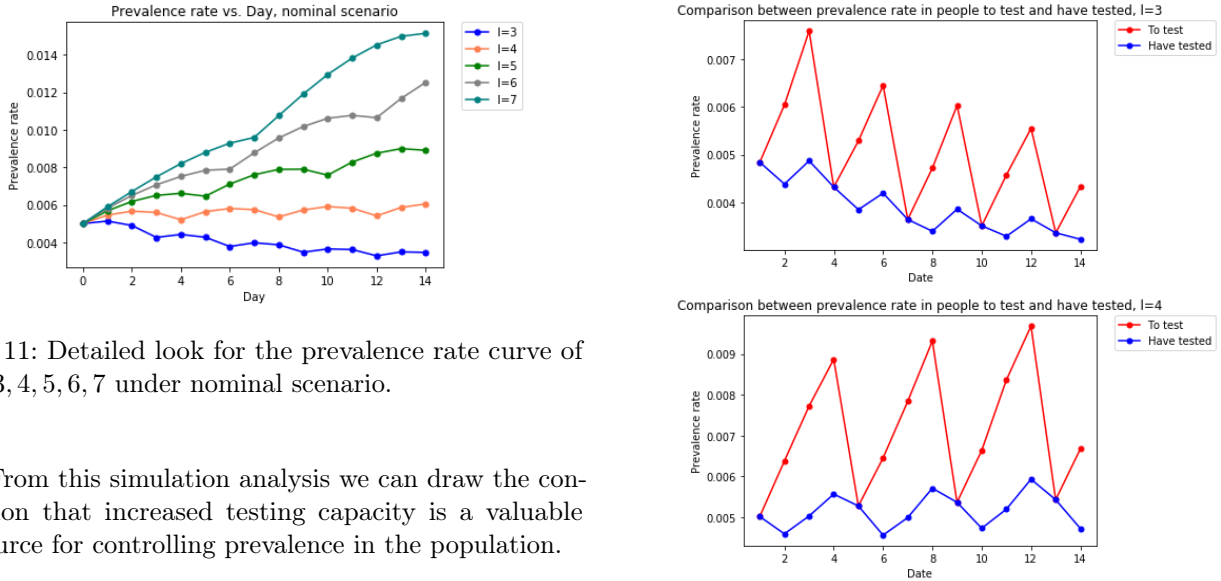 Prevalence rate vs. Day, nominal scenario
0.014
0.012
0.010
0.008
0.006
0.004
Prevalence rate
0 2 4 6 8 10 12 14
Day
l=3
l=4
l=5
l=6
l=7
11: Detailed look for the prevalence rate curve of
3, 4, 5, 6, 7 under nominal scenario.
From this simulation analysis we can draw the con-
ion that increased testing capacity is a valuable
urce for controlling prevalence in the population.
Comparison between prevalence rate in people to test and have tested, l=3
To test
Have tested
0.007
0.006
0.005
0.004
Prevalence rate
2 4 6 8 10 12 14
Date
Comparison between prevalence rate in people to test and have tested, l=4
To test
Have tested
0.009
0.008
0.007
0.006
0.005
Prevalence rate
2 4 6 8 10 12 14
Date